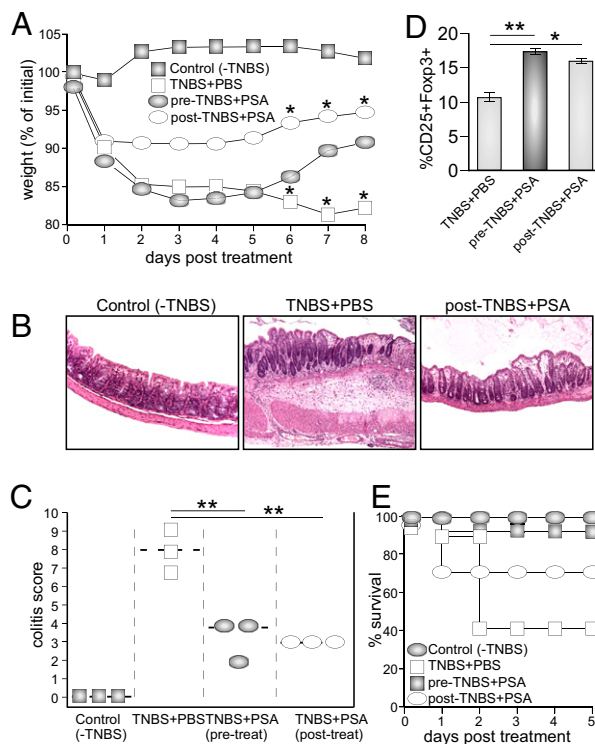 A
105
100
95
90
85
80
weight (% of initial)
Control (-TNBS)
TNBS+PBS
pre-TNBS+PSA
post-TNBS+PSA
* * *
* * *
0 1 2 3 4 5 6 7 8
days post treatment
D
25
20
15
10
5
0
%CD25+Foxp3+
** *
TNBS+PBS
pre-TNBS+PSA
post-TNBS+PSA
B
Control (-TNBS) TNBS+PBS post-TNBS+PSA
C
10
9
8
7
6
5
4
3
2
1
0
colitis score
** **
Control
(-TNBS)
TNBS+PBS
TNBS+PSA
(pre-treat)
TNBS+PSA
(post-treat)
E
100
80
60
40
20
0
% survival
Control (-TNBS)
TNBS+PBS
pre-TNBS+PSA
post-TNBS+PSA
0 1 2 3 4 5
days post treatment